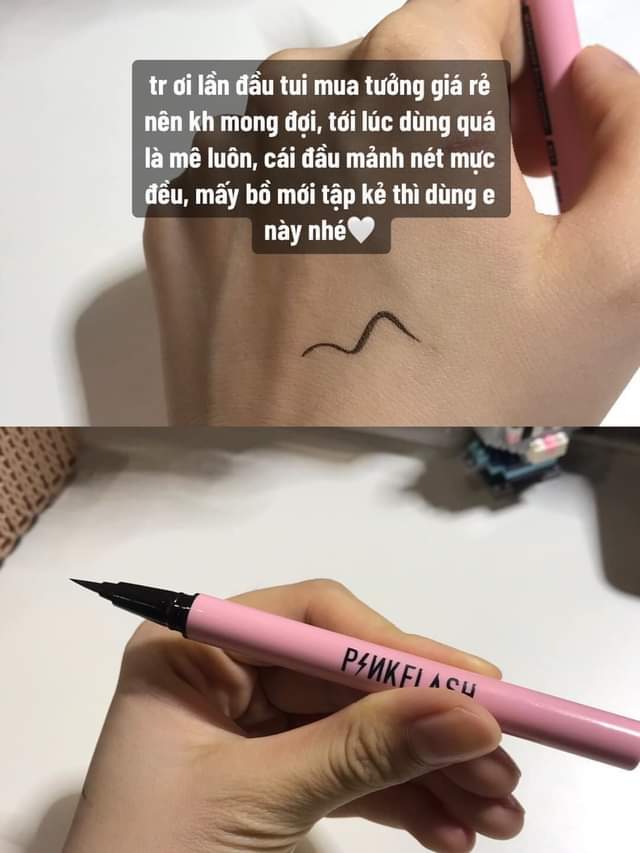 tr ơi lần đầu tui mua tưởng giá rẻ
nên kh mong đợi, tới lúc dùng quá
là mê luôn, cái đầu mảnh nét mực
đều, mấy bồ mới tập kẻ thì dùng e
này nhé🤍
PINKFLASH